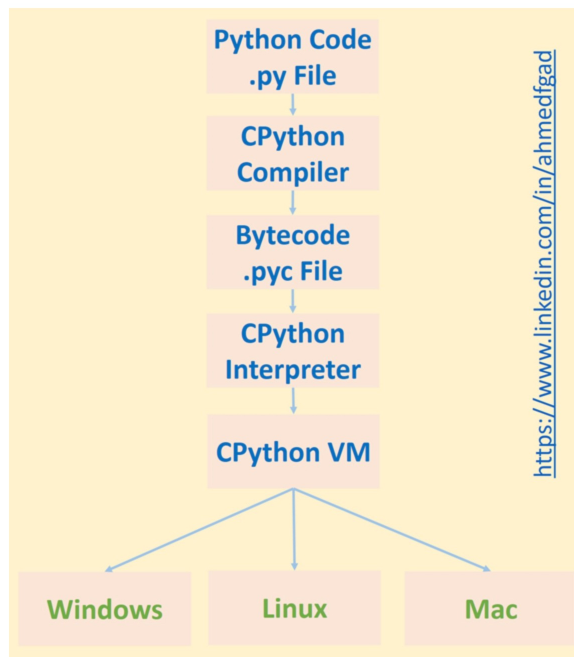 Python Code
.py File
CPython
Compiler
Bytecode
.pyc File
CPython
Interpreter
CPython VM
Windows
Linux
Mac
https://www.linkedin.com/in/ahmedfgad